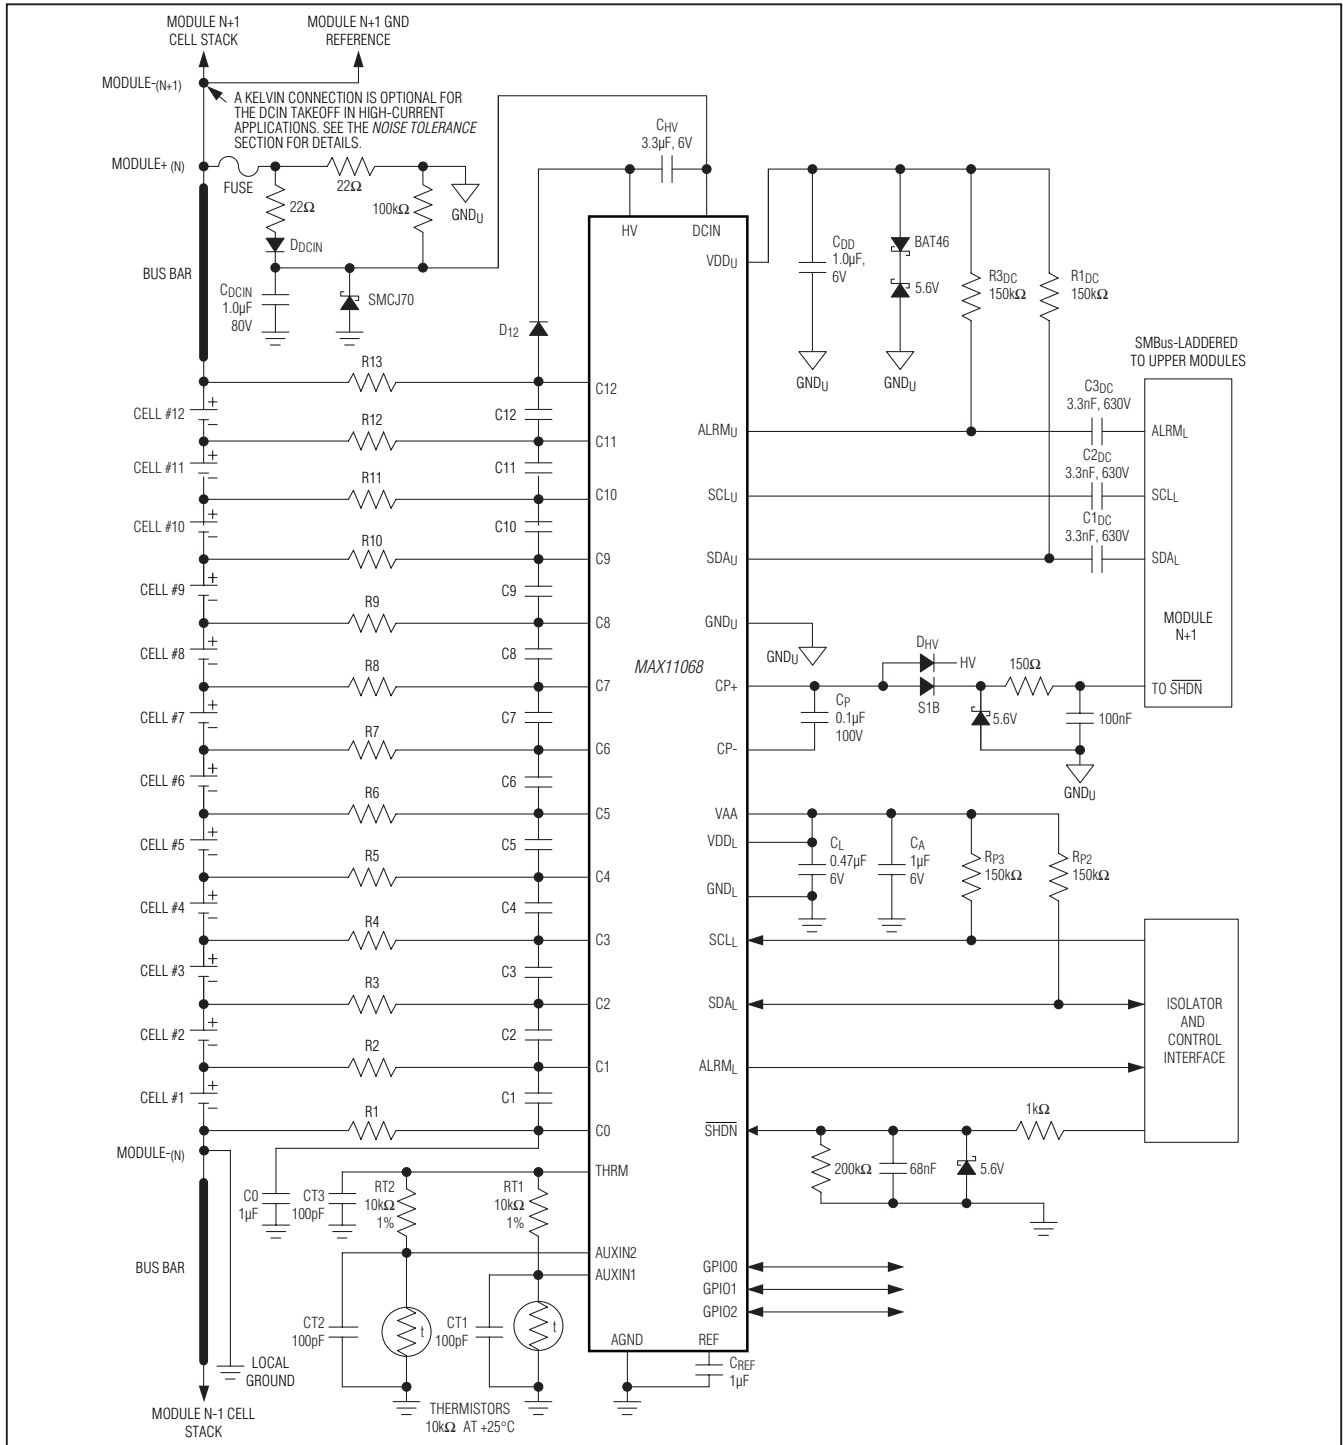 MODULE N+1
CELL STACK
MODULE N+1 GND
REFERENCE
MODULE-(N+1)
A KELVIN CONNECTION IS OPTIONAL FOR
THE DCIN TAKEOFF IN HIGH-CURRENT
APPLICATIONS. SEE THE NOISE TOLERANCE
SECTION FOR DETAILS.
MODULE+ (N)
FUSE
22Ω
22Ω
100kΩ
GNDU
DDCIN
BUS BAR
CDCIN
1.0µF
80V
SMCJ70
CHV
3.3µF, 6V
D12
HV
DCIN
VDDU
CDD
1.0µF,
6V
BAT46
5.6V
GNDU
GNDU
R3DC
150kΩ
R1DC
150kΩ
SMBus-LADDERED
TO UPPER MODULES
C3DC
3.3nF, 630V
C2DC
3.3nF, 630V
C1DC
3.3nF, 630V
ALRML
SCLL
SDAL
MODULE
N+1
TO SHDN
R13
C12
CELL #12
+
−
C12
R12
C11
CELL #11
+
−
C11
R11
C10
CELL #10
+
−
C10
R10
C9
CELL #9
+
−
C9
R9
C8
CELL #8
+
−
C8
R8
C7
CELL #7
+
−
C7
R7
C6
CELL #6
+
−
C6
R6
C5
CELL #5
+
−
C5
R5
C4
CELL #4
+
−
C4
R4
C3
CELL #3
+
−
C3
R3
C2
CELL #2
+
−
C2
R2
C1
CELL #1
+
−
C1
R1
C0
MODULE-(N)
MAX11068
ALRMU
SCLU
SDAU
GNDU
GNDU
CP+
CP-
CP
0.1µF
100V
DHV
HV
S1B
5.6V
150Ω
100nF
GNDU
VAA
VDDL
GNDL
CL
0.47µF
6V
CA
1µF
6V
RP3
150kΩ
RP2
150kΩ
SCLL
SDAL
ALRML
SHDN
ISOLATOR
AND
CONTROL
INTERFACE
1kΩ
200kΩ
68nF
5.6V
GPIO0
GPIO1
GPIO2
THRM
C0
1µF
CT3
100pF
RT2
10kΩ
1%
RT1
10kΩ
1%
AUXIN2
AUXIN1
BUS BAR
CT2
100pF
t
CT1
100pF
t
AGND
REF
CREF
1µF
LOCAL
GROUND
THERMISTORS
10kΩ AT +25°C
MODULE N-1 CELL
STACK